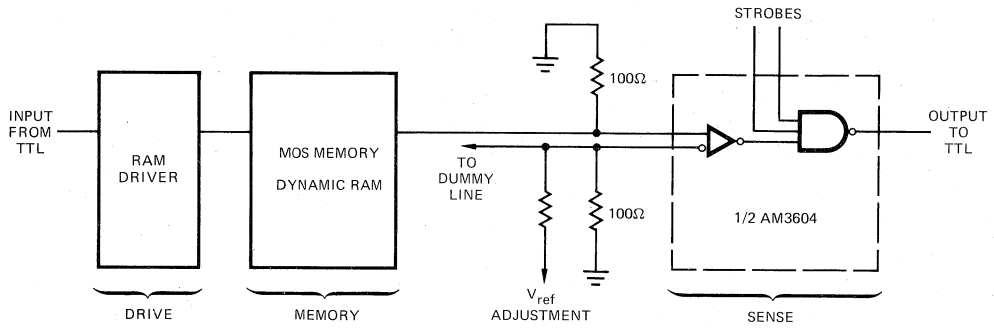 STROBES
100Ω
INPUT
FROM
TTL
RAM
DRIVER
MOS MEMORY
DYNAMIC RAM
TO
DUMMY
LINE
100Ω
1/2 AM3604
OUTPUT
TO
TTL
Vref
ADJUSTMENT
DRIVE
MEMORY
SENSE